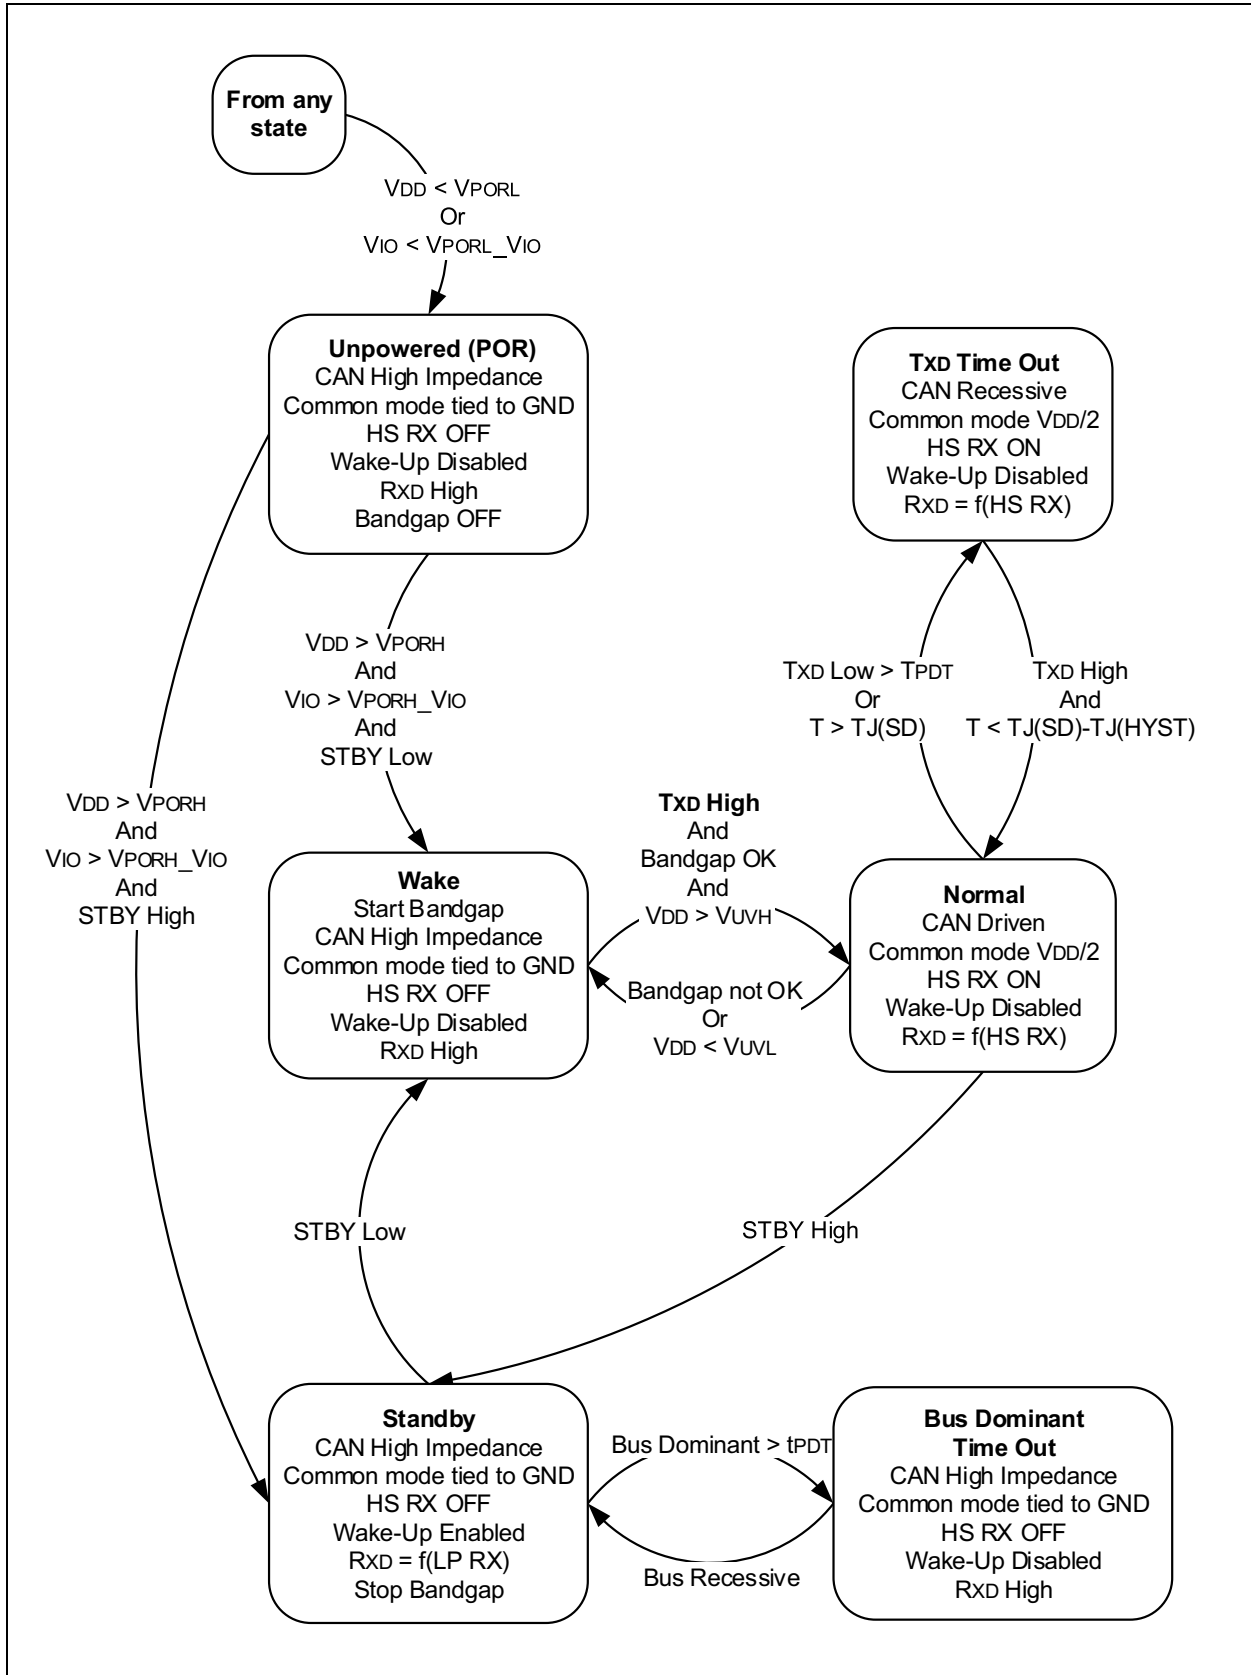 From any
state
VDD < VPORL
Or
VIO < VPORL_VIO
Unpowered (POR)
CAN High Impedance
Common mode tied to GND
HS RX OFF
Wake-Up Disabled
RXD High
Bandgap OFF
TXD Time Out
CAN Recessive
Common mode VDD/2
HS RX ON
Wake-Up Disabled
RXD = f(HS RX)
VDD > VPORH
And
VIO > VPORH_VIO
And
STBY Low
TXD Low > TPDT
Or
T > TJ(SD)
TXD High
And
T < TJ(SD)-TJ(HYST)
VDD > VPORH
And
VIO > VPORH_VIO
And
STBY High
TXD High
And
Bandgap OK
And
VDD > VUVH
Wake
Start Bandgap
CAN High Impedance
Common mode tied to GND
HS RX OFF
Wake-Up Disabled
RXD High
Bandgap not OK
Or
VDD < VUVL
Normal
CAN Driven
Common mode VDD/2
HS RX ON
Wake-Up Disabled
RXD = f(HS RX)
STBY Low
STBY High
Standby
CAN High Impedance
Common mode tied to GND
HS RX OFF
Wake-Up Enabled
RXD = f(LP RX)
Stop Bandgap
Bus Dominant > tPDT
Bus Recessive
Bus Dominant
Time Out
CAN High Impedance
Common mode tied to GND
HS RX OFF
Wake-Up Disabled
RXD High